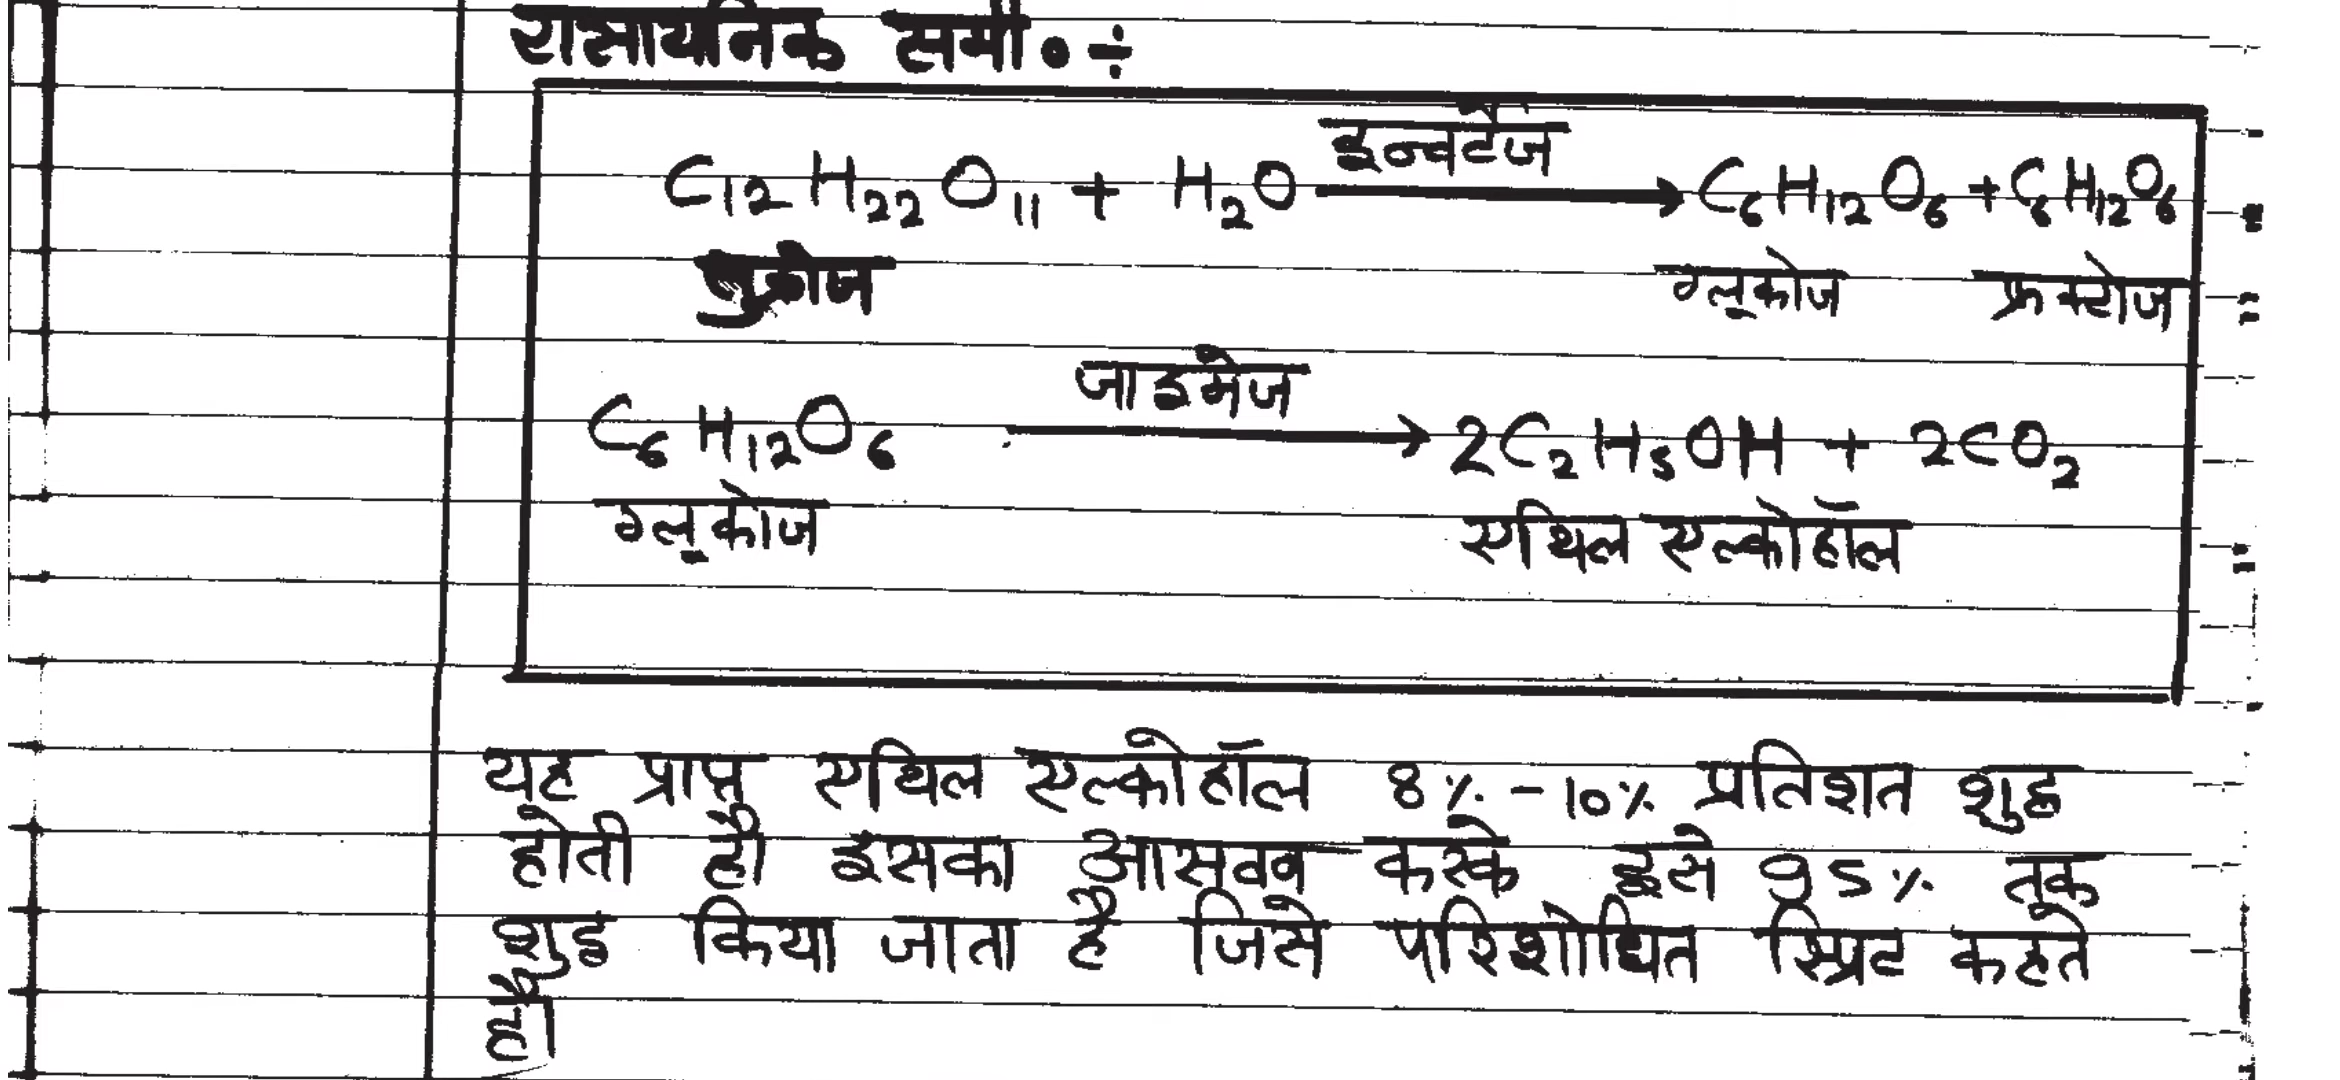 रासायनिक समी० ÷
इन्वर्टेज
C₁₂H₂₂O₁₁ + H₂O ⟶ C₆H₁₂O₆ + C₆H₁₂O₆
सुक्रोज ग्लूकोज फ्रक्टोज
जाइमेज
C₆H₁₂O₆ ⟶ 2C₂H₅OH + 2CO₂
ग्लूकोज एथिल एल्कोहॉल
यह प्राप्त एथिल एल्कोहॉल 8% - 10% प्रतिशत शुद्ध
होती है। इसका आसवन करके इसे 95% तक
शुद्ध किया जाता है जिसे परिशोधित स्प्रिट कहते
है।